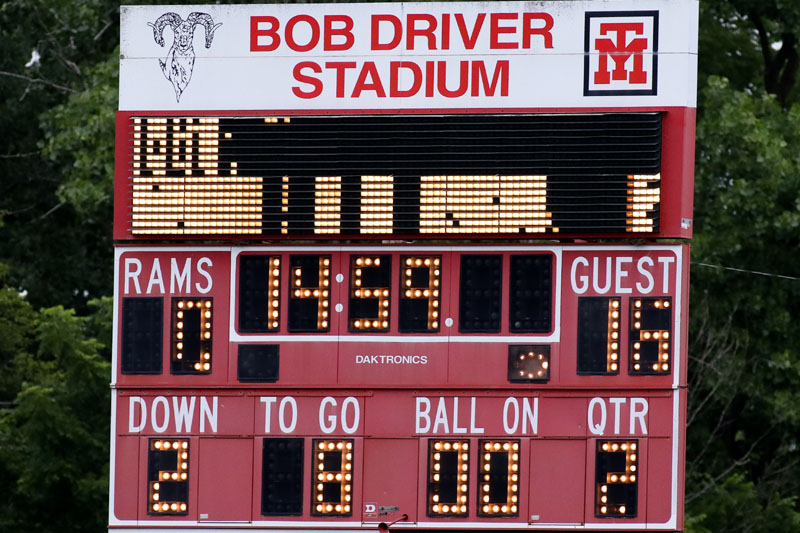 BOB DRIVER
STADIUM
TM
RAMS 14:59 GUEST
0 16
DAKTRONICS
DOWN TO GO BALL ON QTR
2 8 00 2